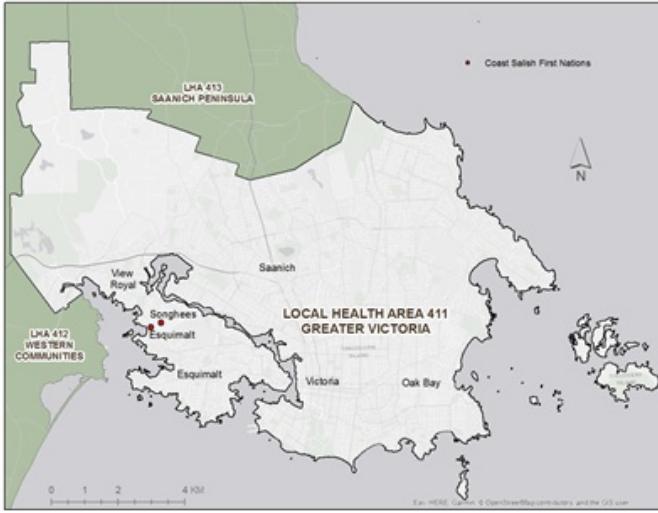 LHA 413
SAANICH PENINSULA
Coast Salish First Nations
N
View
Royal
Saanich
Songhees
Esquimalt
LOCAL HEALTH AREA 411
GREATER VICTORIA
LHA 412
WESTERN
COMMUNITIES
Esquimalt
Victoria
Oak Bay
0 1 2 4 KM
Esri, HERE, Garmin, © OpenStreetMap contributors, and the GIS user